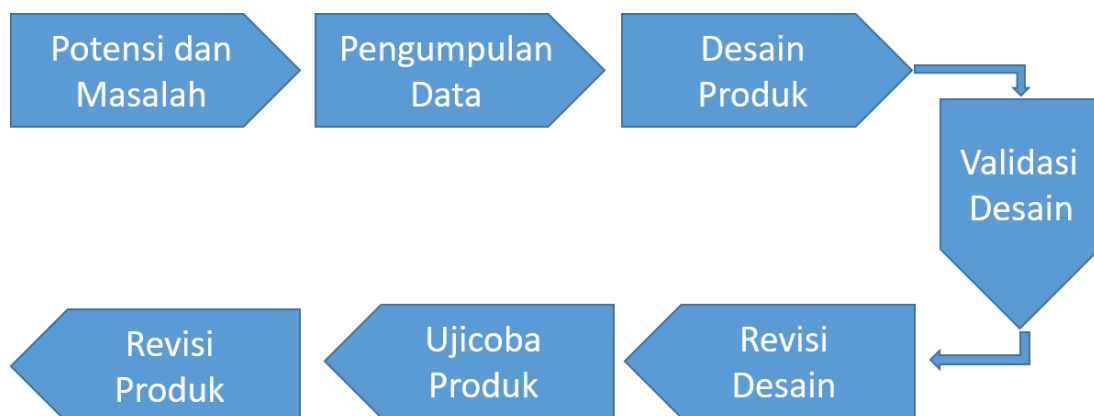 Potensi dan
Masalah
Pengumpulan
Data
Desain
Produk
Validasi
Desain
Revisi
Desain
Ujicoba
Produk
Revisi
Produk